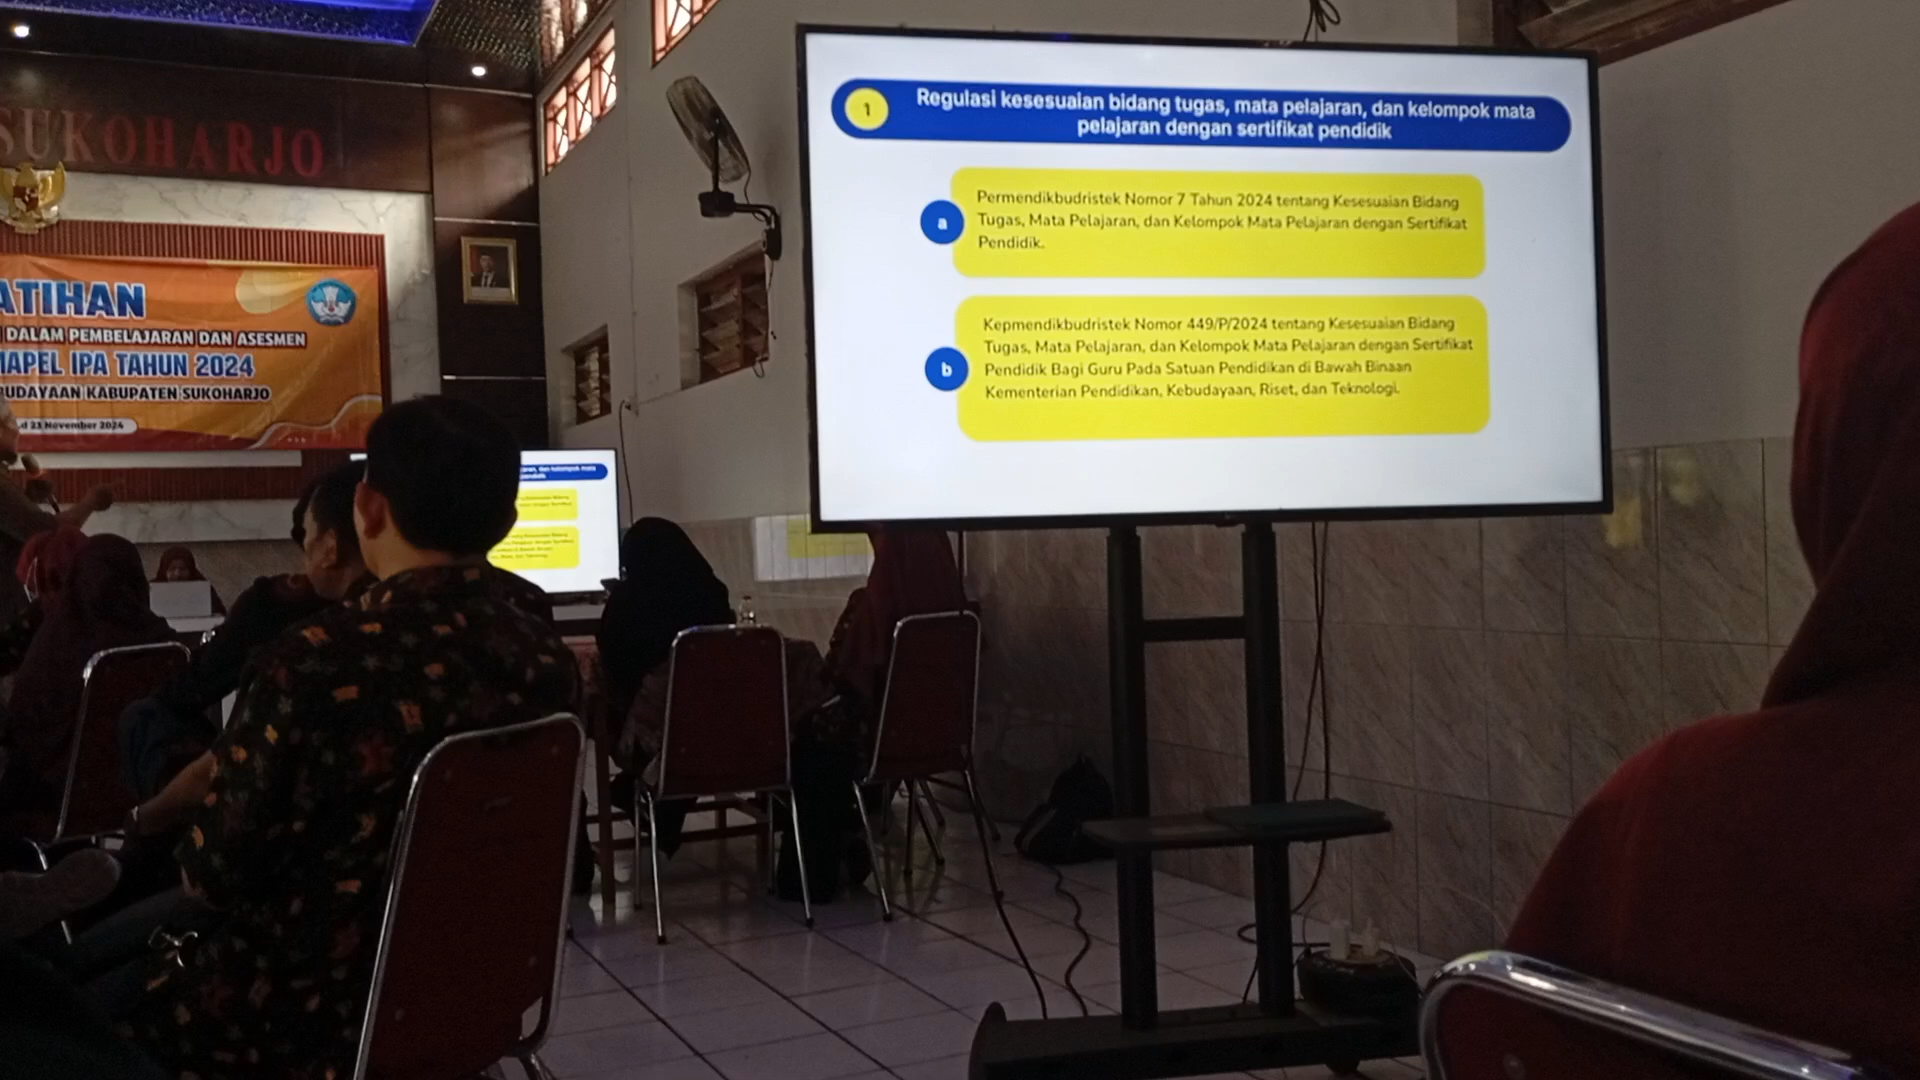 SUKOHARJO
ATIHAN
DALAM PEMBELAJARAN DAN ASESMEN
MAPEL IPA TAHUN 2024
UDAYAAN KABUPATEN SUKOHARJO
.d 23 November 2024
1
Regulasi kesesuaian bidang tugas, mata pelajaran, dan kelompok mata
pelajaran dengan sertifikat pendidik
a
Permendikbudristek Nomor 7 Tahun 2024 tentang Kesesuaian Bidang
Tugas, Mata Pelajaran, dan Kelompok Mata Pelajaran dengan Sertifikat
Pendidik.
b
Kepmendikbudristek Nomor 449/P/2024 tentang Kesesuaian Bidang
Tugas, Mata Pelajaran, dan Kelompok Mata Pelajaran dengan Sertifikat
Pendidik Bagi Guru Pada Satuan Pendidikan di Bawah Binaan
Kementerian Pendidikan, Kebudayaan, Riset, dan Teknologi.